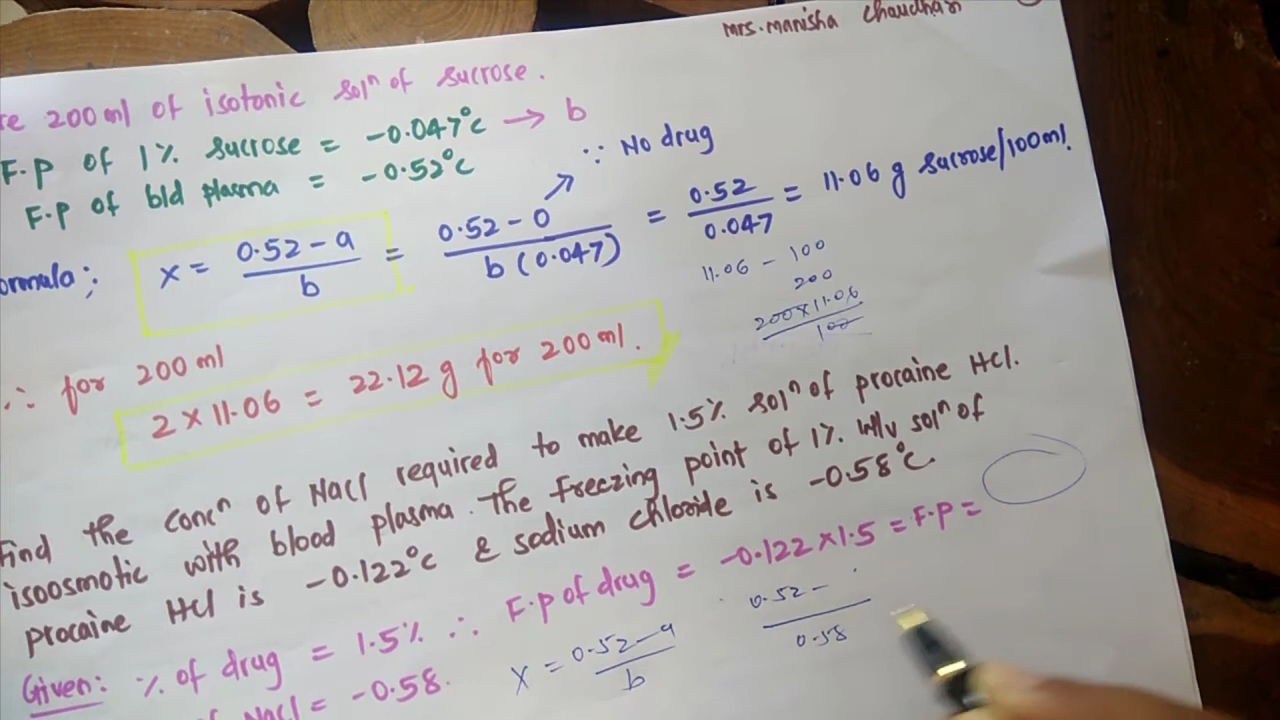 Mrs. Manisha Chaudhari
re 200 ml of isotonic solⁿ of sucrose.
F.P of 1% sucrose = -0.047°c → b
F.P of bld plasma = -0.52°c
∵ No drug
ormula ; x = 0.52 - a / b = 0.52 - 0 / b (0.047) = 0.52 / 0.047 = 11.06 g sucrose/100ml.
11.06 - 100
200
200 x 11.06 / 100
∴ for 200 ml
2 x 11.06 = 22.12 g for 200 ml.
Find the concⁿ of NaCl required to make 1.5% solⁿ of procaine HCl.
isoosmotic with blood plasma. The freezing point of 1% w/v solⁿ of
procaine HCl is -0.122°c & sodium chloride is -0.58°c.
Given: % of drug = 1.5% ∴ F.p of drug = -0.122 x 1.5 = F.P =
of NaCl = -0.58.
x = 0.52 - a / b
0.52 - / 0.58